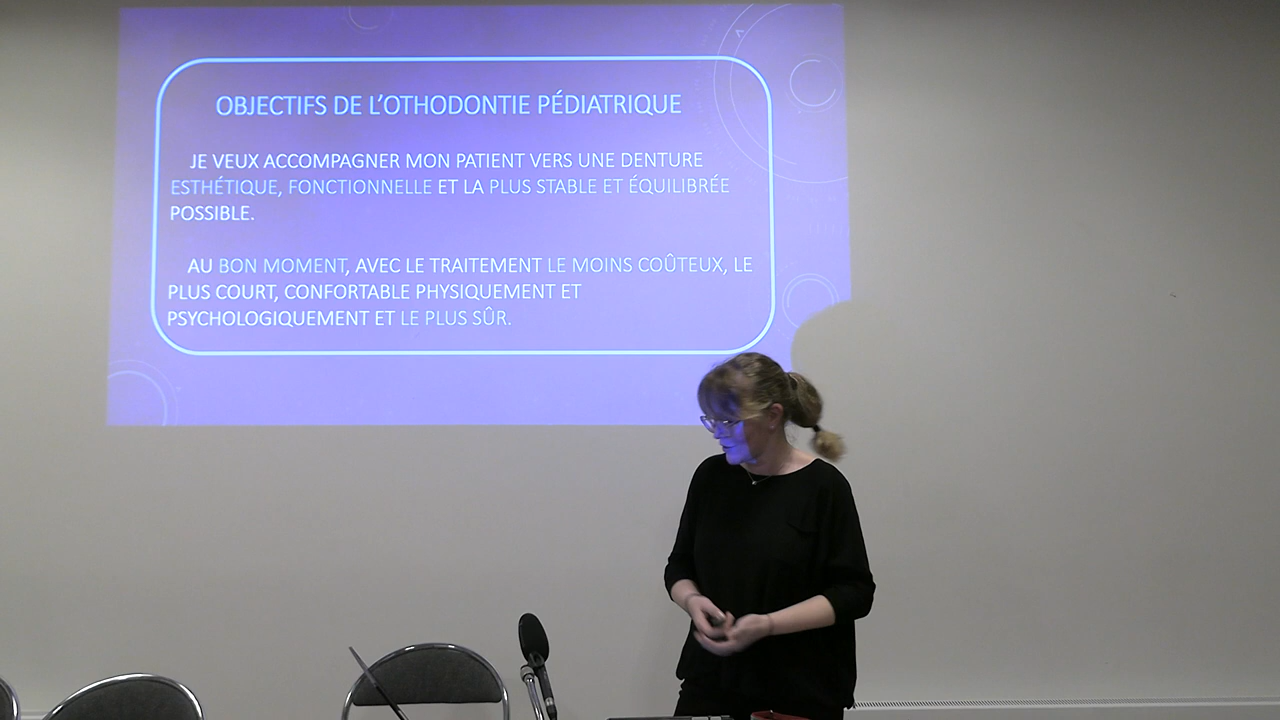 OBJECTIFS DE L'OTHODONTIE PÉDIATRIQUE
JE VEUX ACCOMPAGNER MON PATIENT VERS UNE DENTURE
ESTHÉTIQUE, FONCTIONNELLE ET LA PLUS STABLE ET ÉQUILIBRÉE
POSSIBLE.
AU BON MOMENT, AVEC LE TRAITEMENT LE MOINS COÛTEUX, LE
PLUS COURT, CONFORTABLE PHYSIQUEMENT ET
PSYCHOLOGIQUEMENT ET LE PLUS SÛR.